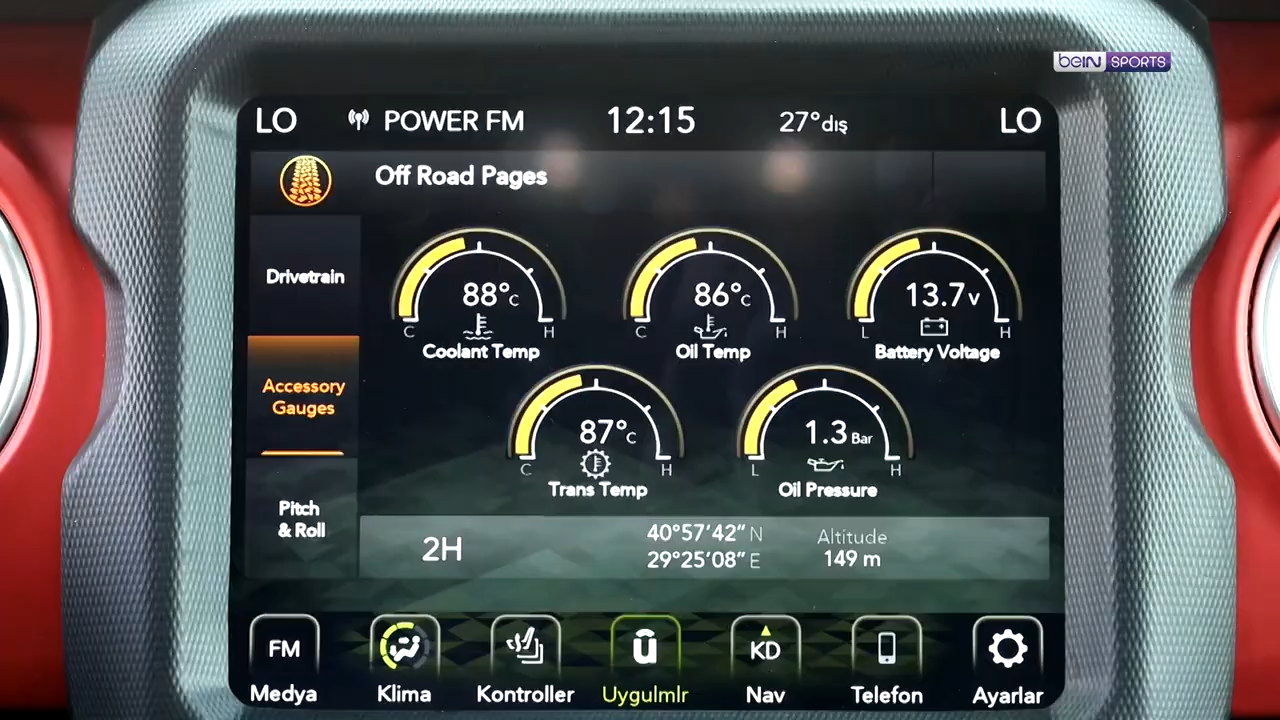 beIN SPORTS
LO POWER FM 12:15 27°dış LO
Off Road Pages
Drivetrain
Accessory
Gauges
Pitch
& Roll
88°C
C H
Coolant Temp
86°C
C H
Oil Temp
13.7V
L H
Battery Voltage
87°C
C H
Trans Temp
1.3 Bar
L H
Oil Pressure
2H
40°57'42" N
29°25'08" E
Altitude
149 m
FM KD
Medya Klima Kontroller Uygulmlr Nav Telefon Ayarlar